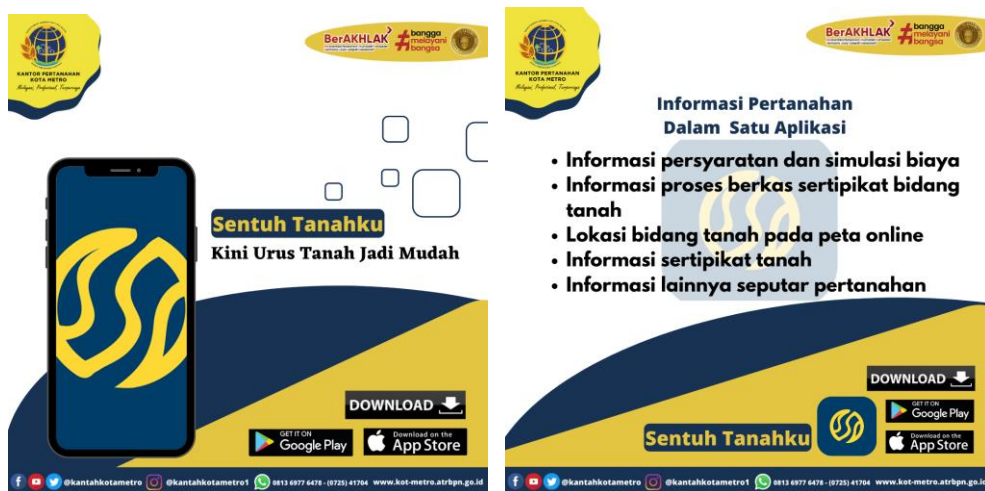 KANTOR PERTANAHAN
KOTA METRO
Melayani, Profesional, Terpercaya
BerAKHLAK
#bangga
melayani
bangsa
Sentuh Tanahku
Kini Urus Tanah Jadi Mudah
DOWNLOAD
GET IT ON
Google Play
Download on the
App Store
@kantahkotametro @kantahkotametro1 0813 6977 6478 - (0725) 41704 www.kot-metro.atrbpn.go.id
KANTOR PERTANAHAN
KOTA METRO
Melayani, Profesional, Terpercaya
BerAKHLAK
#bangga
melayani
bangsa
Informasi Pertanahan
Dalam Satu Aplikasi
• Informasi persyaratan dan simulasi biaya
• Informasi proses berkas sertipikat bidang
tanah
• Lokasi bidang tanah pada peta online
• Informasi sertipikat tanah
• Informasi lainnya seputar pertanahan
DOWNLOAD
GET IT ON
Google Play
Download on the
App Store
Sentuh Tanahku
@kantahkotametro @kantahkotametro1 0813 6977 6478 - (0725) 41704 www.kot-metro.atrbpn.go.id